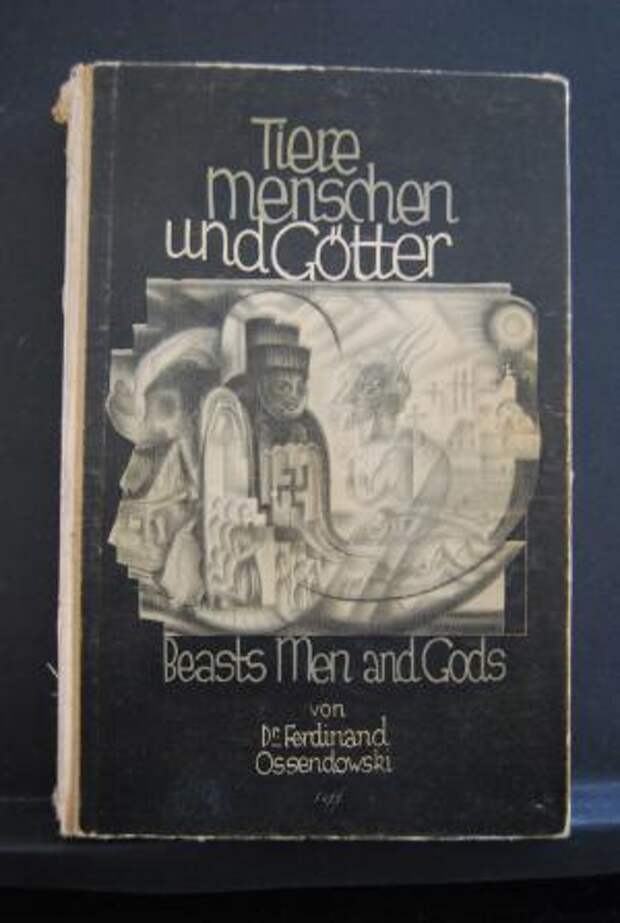 Tiere
menschen
und Götter
Beasts Men and Gods
von
Dr. Ferdinand
Ossendowski